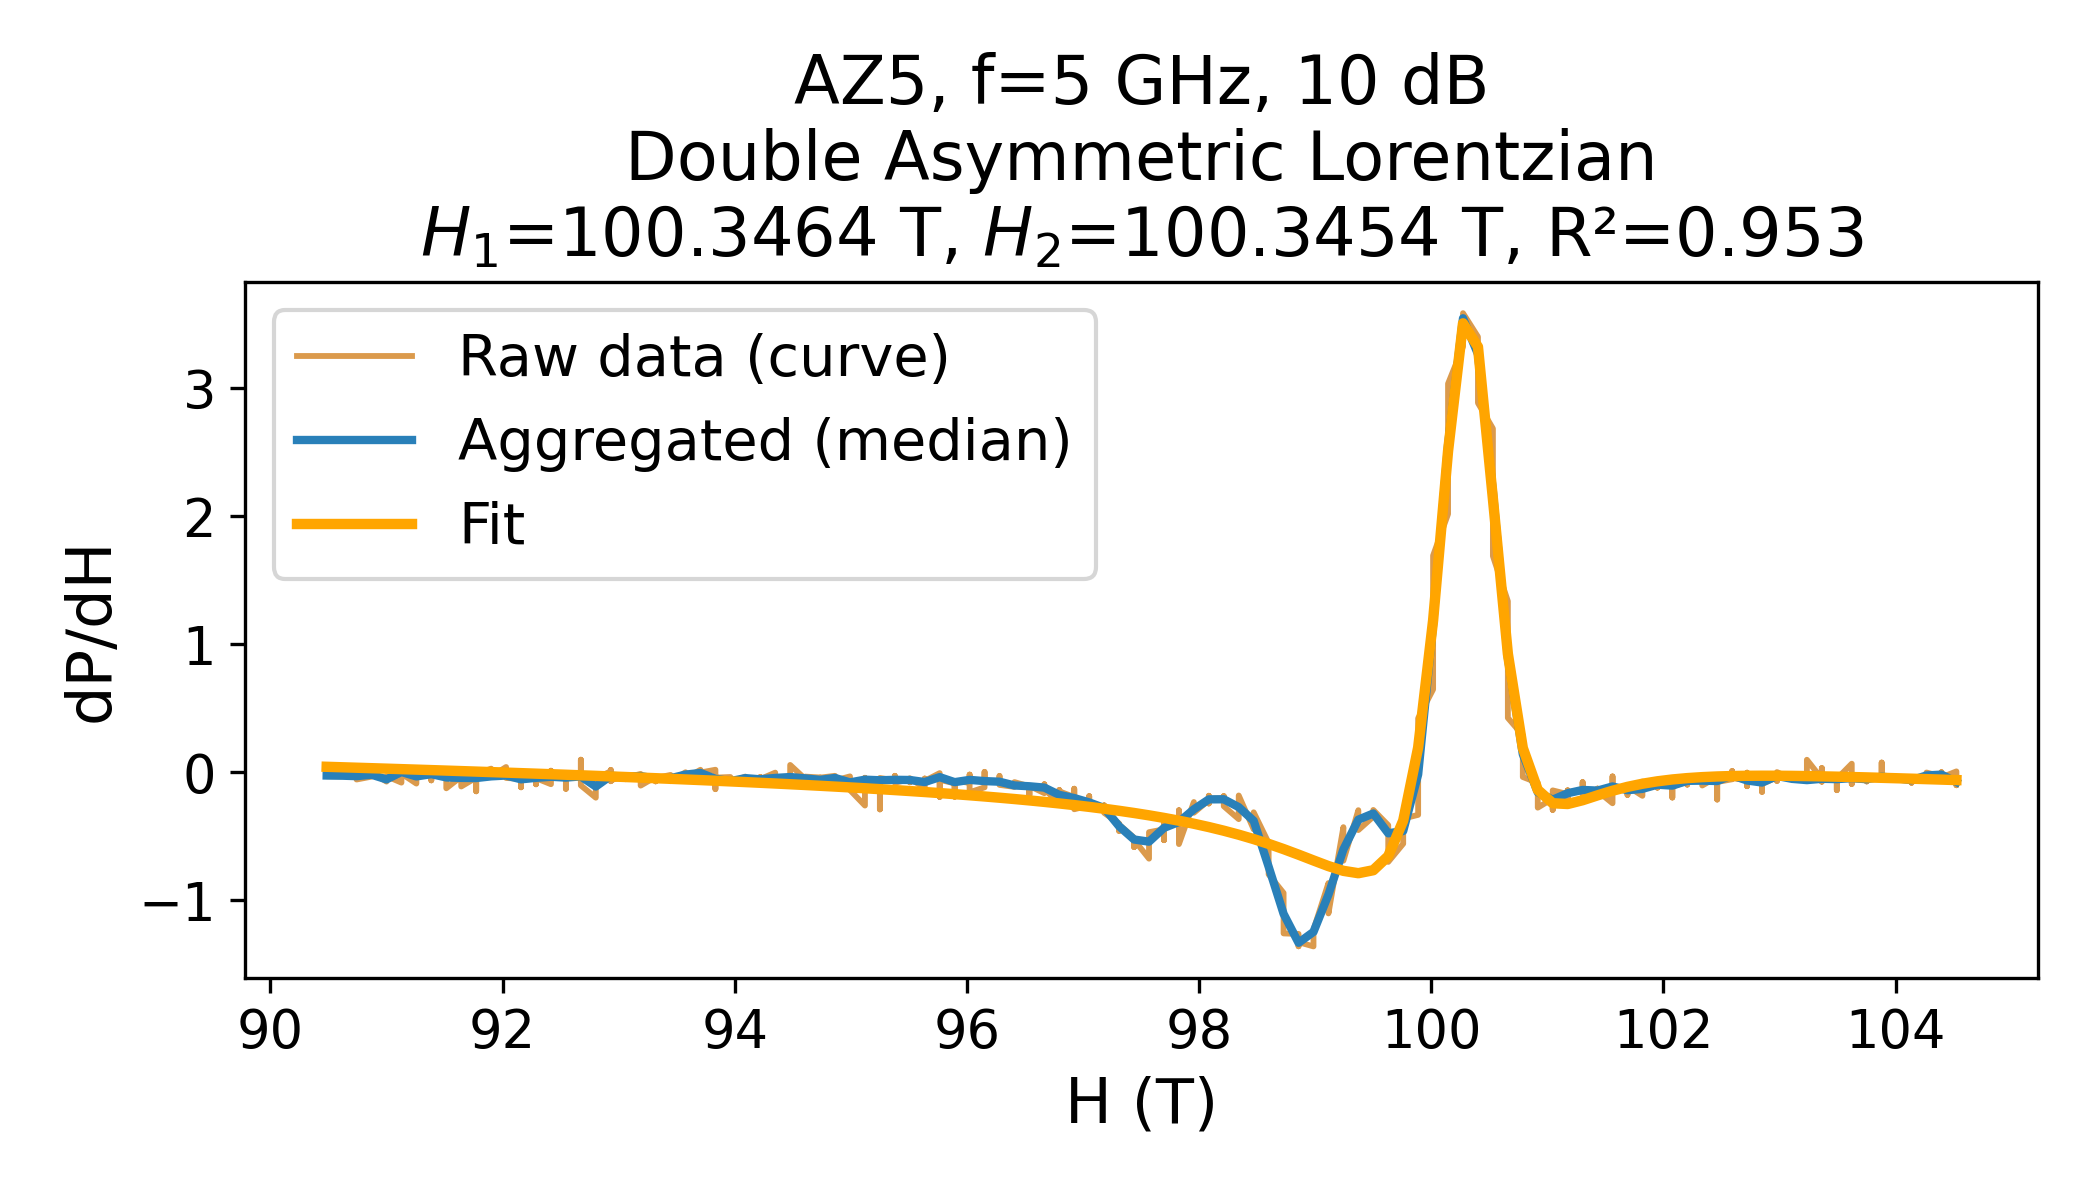 AZ5, f=5 GHz, 10 dB
Double Asymmetric Lorentzian
H₁=100.3464 T, H₂=100.3454 T, R²=0.953
Raw data (curve)
Aggregated (median)
Fit
dP/dH
3
2
1
0
−1
90 92 94 96 98 100 102 104
H (T)